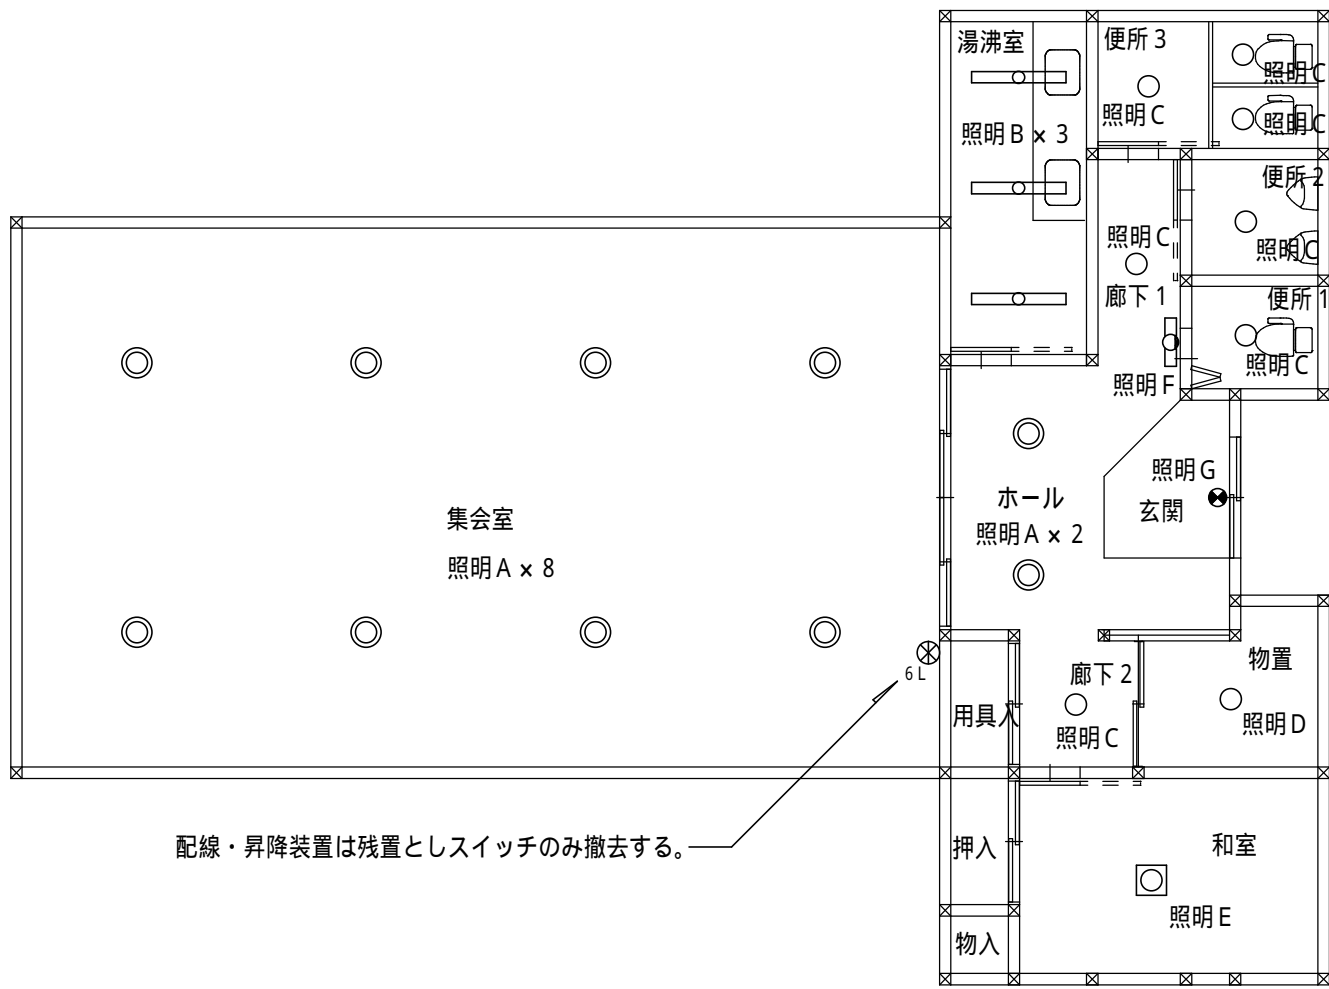 湯沸室
照明B×3
便所3
照明C
照明C
照明C
便所2
照明C
照明C
廊下1
便所1
照明C
照明F
集会室
照明A×8
ホール
照明A×2
照明G
玄関
6L
用具入
廊下2
照明C
物置
照明D
配線・昇降装置は残置としスイッチのみ撤去する。
押入
和室
照明E
物入